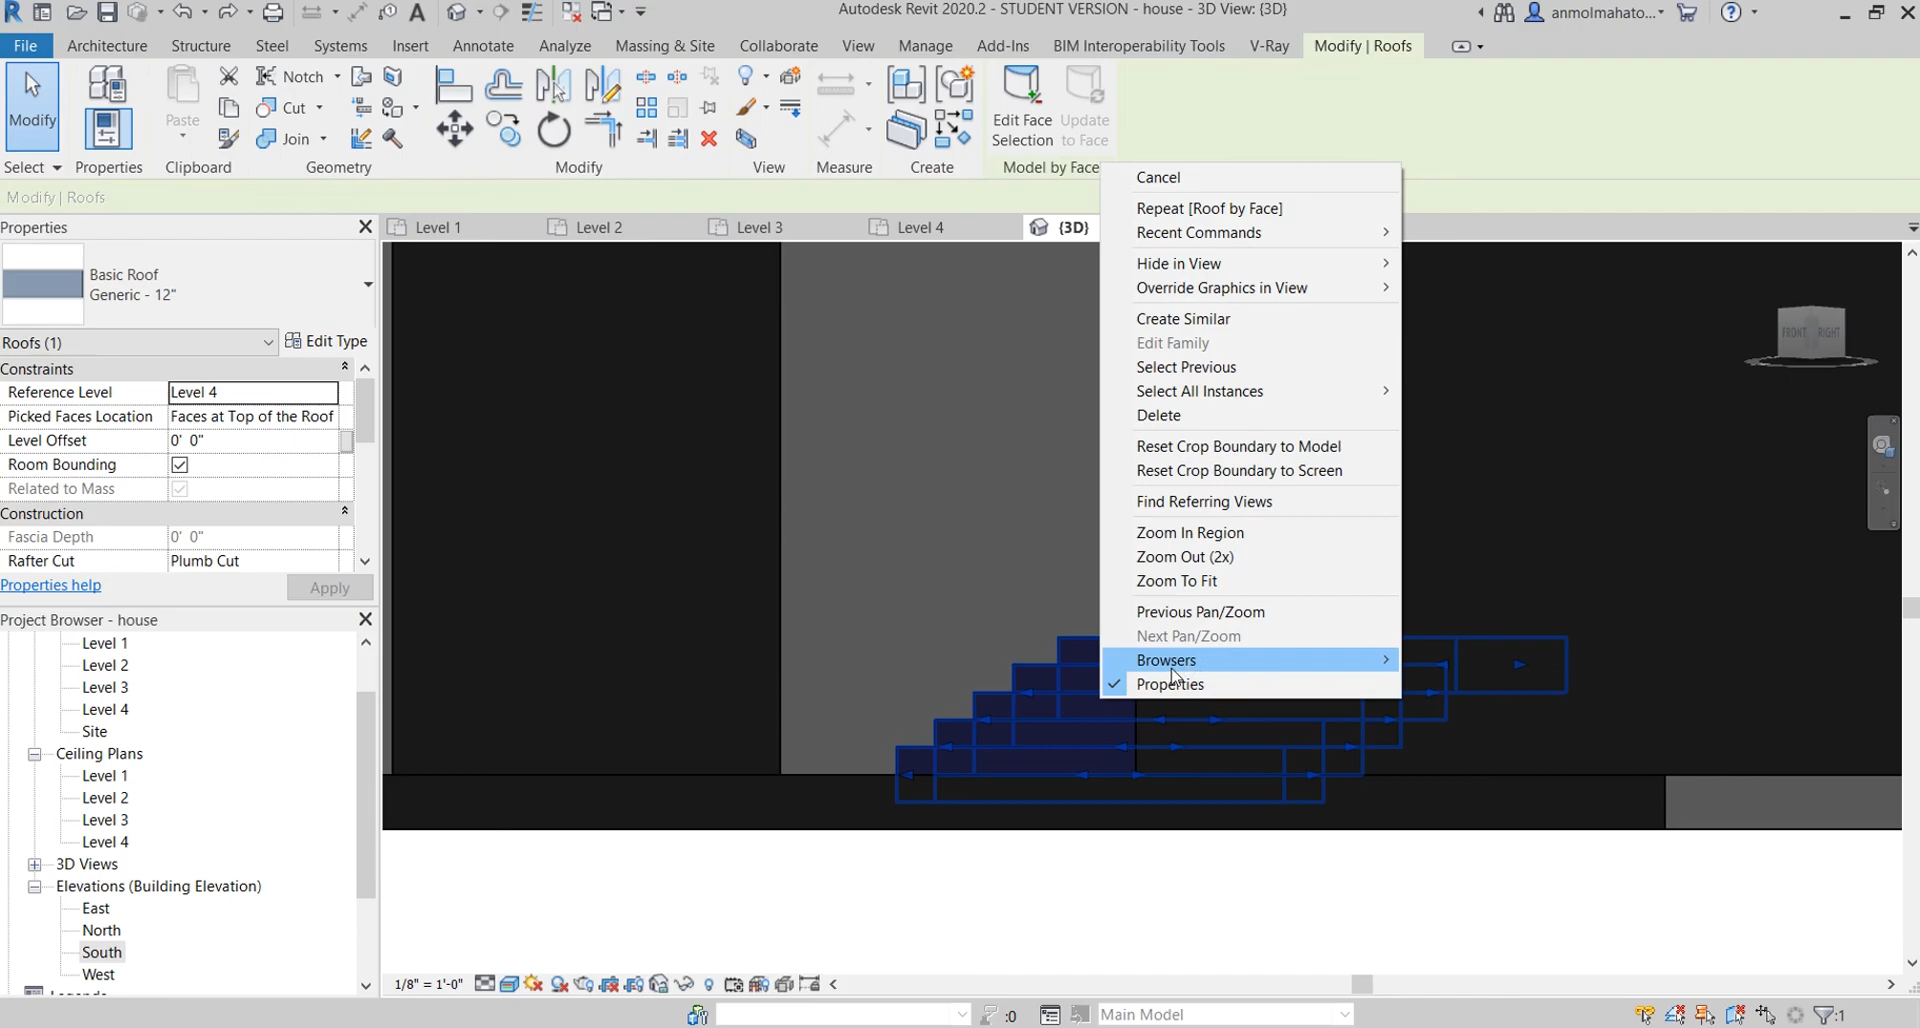 Autodesk Revit 2020.2 - STUDENT VERSION - house - 3D View: {3D}
anmolmahato...
File Architecture Structure Steel Systems Insert Annotate Analyze Massing & Site Collaborate View Manage Add-Ins BIM Interoperability Tools V-Ray Modify | Roofs
Modify
Paste
Notch
Cut
Join
Edit Face Selection
Update to Face
Select Properties Clipboard Geometry Modify View Measure Create Model by Face
Modify | Roofs
Properties
Basic Roof
Generic - 12"
Roofs (1) Edit Type
Constraints
Reference Level Level 4
Picked Faces Location Faces at Top of the Roof
Level Offset 0' 0"
Room Bounding
Related to Mass
Construction
Fascia Depth 0' 0"
Rafter Cut Plumb Cut
Properties help Apply
Project Browser - house
Level 1
Level 2
Level 3
Level 4
Site
Ceiling Plans
Level 1
Level 2
Level 3
Level 4
3D Views
Elevations (Building Elevation)
East
North
South
West
Level 1 Level 2 Level 3 Level 4 {3D}
Cancel
Repeat [Roof by Face]
Recent Commands
Hide in View
Override Graphics in View
Create Similar
Edit Family
Select Previous
Select All Instances
Delete
Reset Crop Boundary to Model
Reset Crop Boundary to Screen
Find Referring Views
Zoom In Region
Zoom Out (2x)
Zoom To Fit
Previous Pan/Zoom
Next Pan/Zoom
Browsers
Properties
FRONT RIGHT
1/8" = 1'-0"
:0 Main Model :1